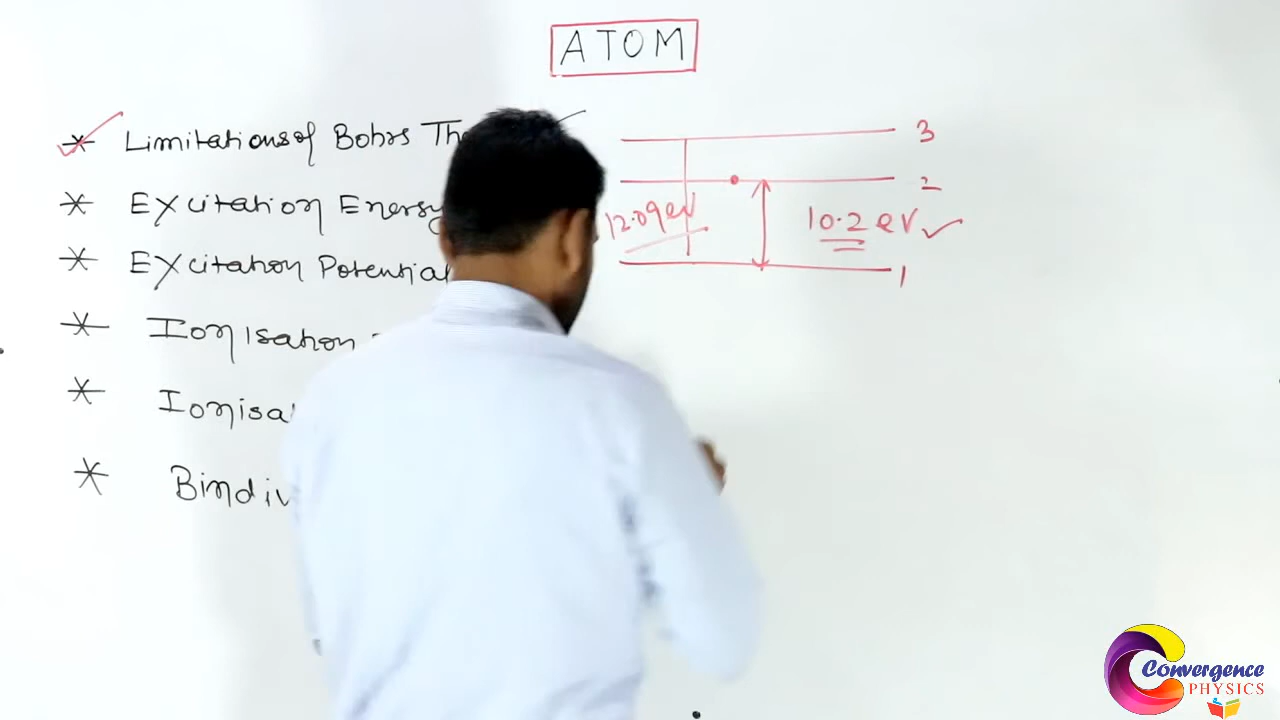 ATOM
* Limitations of Bohrs Th
* Excitation Energy
* Excitation Potential
* Ionisation
* Ionisa
* Bindi
3
2
12.09eV
10.2 eV
1
Convergence
PHYSICS